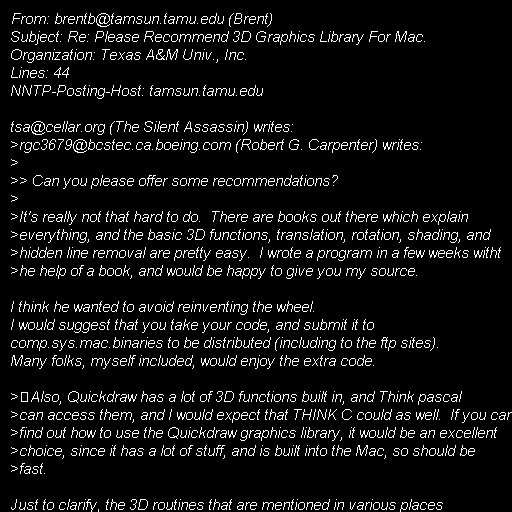 From: brentb@tamsun.tamu.edu (Brent)
Subject: Re: Please Recommend 3D Graphics Library For Mac.
Organization: Texas A&M Univ., Inc.
Lines: 44
NNTP-Posting-Host: tamsun.tamu.edu

tsa@cellar.org (The Silent Assassin) writes:
>rgc3679@bcstec.ca.boeing.com (Robert G. Carpenter) writes:
>
>> Can you please offer some recommendations?
>
>It's really not that hard to do.  There are books out there which explain
>everything, and the basic 3D functions, translation, rotation, shading, and
>hidden line removal are pretty easy.  I wrote a program in a few weeks witht
>he help of a book, and would be happy to give you my source.

I think he wanted to avoid reinventing the wheel.
I would suggest that you take your code, and submit it to
comp.sys.mac.binaries to be distributed (including to the ftp sites).
Many folks, myself included, would enjoy the extra code.

>Also, Quickdraw has a lot of 3D functions built in, and Think pascal
>can access them, and I would expect that THINK C could as well.  If you can
>find out how to use the Quickdraw graphics library, it would be an excellent
>choice, since it has a lot of stuff, and is built into the Mac, so should be
>fast.

Just to clarify, the 3D routines that are mentioned in various places